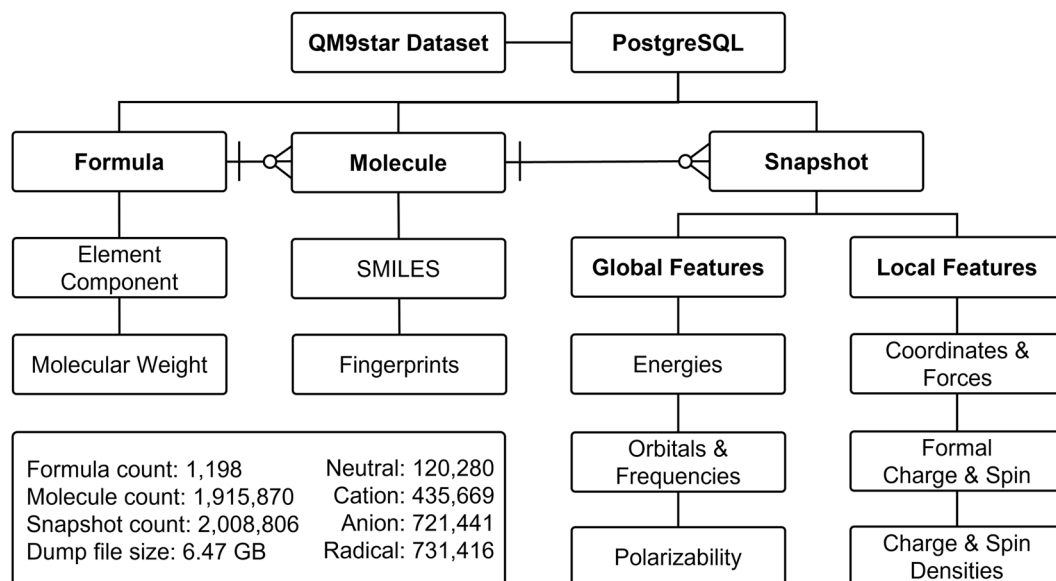 QM9star Dataset
PostgreSQL
Formula
Molecule
Snapshot
Element
Component
SMILES
Global Features
Local Features
Molecular Weight
Fingerprints
Energies
Coordinates &
Forces
Orbitals &
Frequencies
Formal
Charge & Spin
Polarizability
Charge & Spin
Densities
Formula count: 1,198
Molecule count: 1,915,870
Snapshot count: 2,008,806
Dump file size: 6.47 GB
Neutral: 120,280
Cation: 435,669
Anion: 721,441
Radical: 731,416